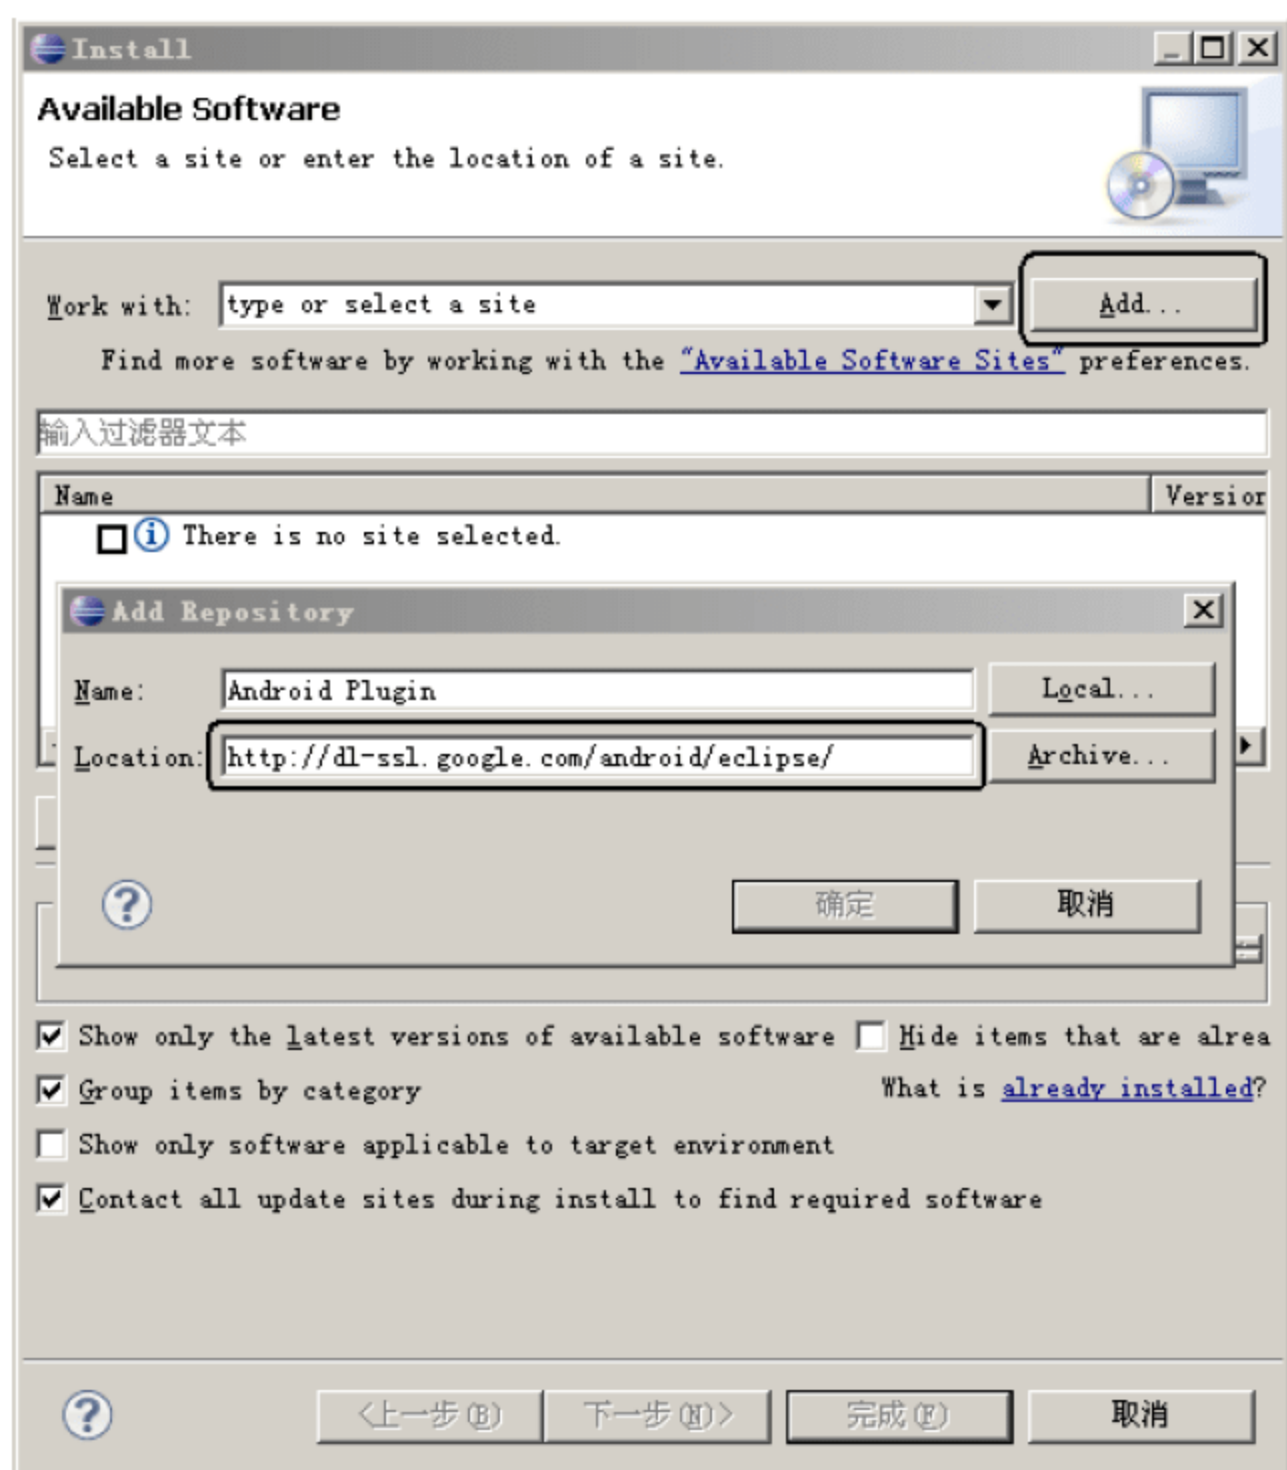 Install
Available Software
Select a site or enter the location of a site.
Work with: type or select a site Add...
Find more software by working with the "Available Software Sites" preferences.
输入过滤器文本
Name Version
There is no site selected.
Add Repository
Name: Android Plugin Local...
Location: http://dl-ssl.google.com/android/eclipse/ Archive...
确定 取消
Show only the latest versions of available software Hide items that are alrea
Group items by category What is already installed?
Show only software applicable to target environment
Contact all update sites during install to find required software
<上一步(B) 下一步(N)> 完成(F) 取消